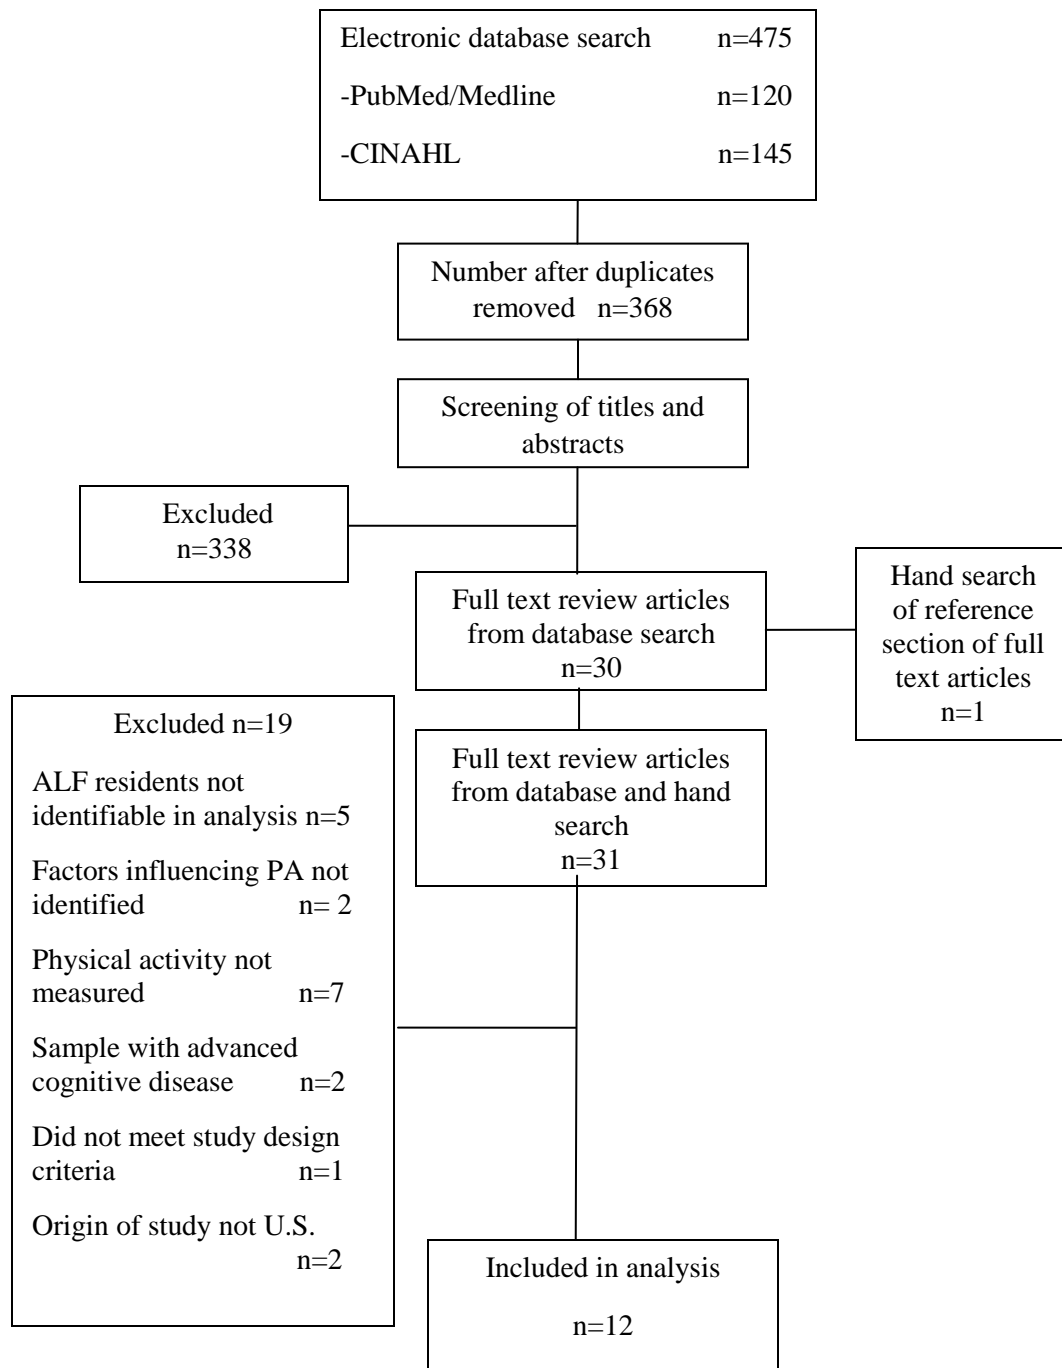 Electronic database search n=475
-PubMed/Medline n=120
-CINAHL n=145
Number after duplicates
removed n=368
Screening of titles and
abstracts
Excluded
n=338
Full text review articles
from database search
n=30
Hand search
of reference
section of full
text articles
n=1
Excluded n=19
ALF residents not
identifiable in analysis n=5
Factors influencing PA not
identified n= 2
Physical activity not
measured n=7
Sample with advanced
cognitive disease n=2
Did not meet study design
criteria n=1
Origin of study not U.S.
n=2
Full text review articles
from database and hand
search
n=31
Included in analysis
n=12